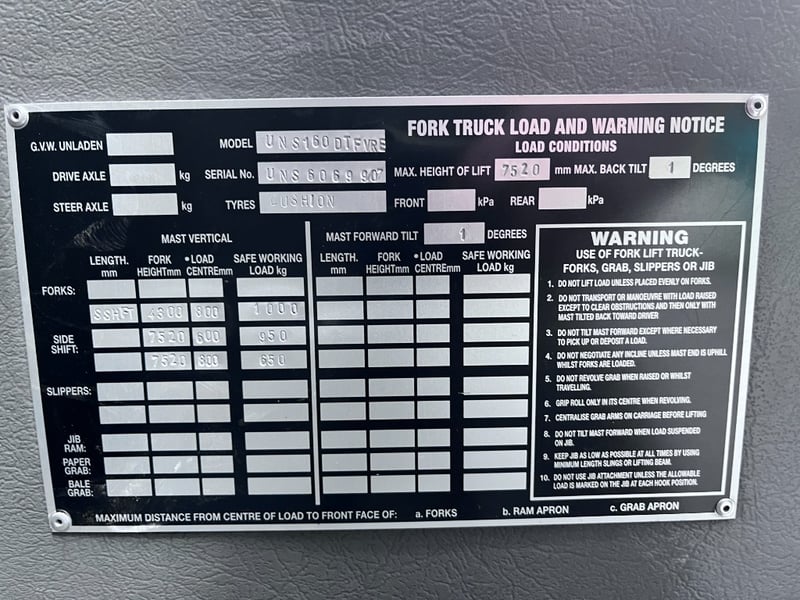 FORK TRUCK LOAD AND WARNING NOTICE
LOAD CONDITIONS
G.V.W. UNLADEN
MODEL UNS160DTFVRE
DRIVE AXLE kg
SERIAL No. UNS6069907
MAX. HEIGHT OF LIFT 7520 mm MAX. BACK TILT 1 DEGREES
STEER AXLE kg
TYRES CUSHION
FRONT kPa REAR kPa
MAST VERTICAL
MAST FORWARD TILT 1 DEGREES
LENGTH. mm FORK HEIGHTmm •LOAD CENTREmm SAFE WORKING LOAD kg
LENGTH. mm FORK HEIGHTmm •LOAD CENTREmm SAFE WORKING LOAD kg
FORKS:
SSHFT 4300 800 1000
SIDE SHIFT:
7520 600 950
7520 800 650
SLIPPERS:
JIB RAM:
PAPER GRAB:
BALE GRAB:
WARNING
USE OF FORK LIFT TRUCK-
FORKS, GRAB, SLIPPERS OR JIB
1. DO NOT LIFT LOAD UNLESS PLACED EVENLY ON FORKS.
2. DO NOT TRANSPORT OR MANOEUVRE WITH LOAD RAISED
EXCEPT TO CLEAR OBSTRUCTIONS AND THEN ONLY WITH
MAST TILTED BACK TOWARD DRIVER
3. DO NOT TILT MAST FORWARD EXCEPT WHERE NECESSARY
TO PICK UP OR DEPOSIT A LOAD.
4. DO NOT NEGOTIATE ANY INCLINE UNLESS MAST END IS UPHILL
WHILST FORKS ARE LOADED.
5. DO NOT REVOLVE GRAB WHEN RAISED OR WHILST
TRAVELLING.
6. GRIP ROLL ONLY IN ITS CENTRE WHEN REVOLVING.
7. CENTRALISE GRAB ARMS ON CARRIAGE BEFORE LIFTING
8. DO NOT TILT MAST FORWARD WHEN LOAD SUSPENDED
ON JIB.
9. KEEP JIB AS LOW AS POSSIBLE AT ALL TIMES BY USING
MINIMUM LENGTH SLINGS OR LIFTING BEAM.
10. DO NOT USE JIB ATTACHMENT UNLESS THE ALLOWABLE
LOAD IS MARKED ON THE JIB AT EACH HOOK POSITION.
MAXIMUM DISTANCE FROM CENTRE OF LOAD TO FRONT FACE OF: a. FORKS b. RAM APRON c. GRAB APRON